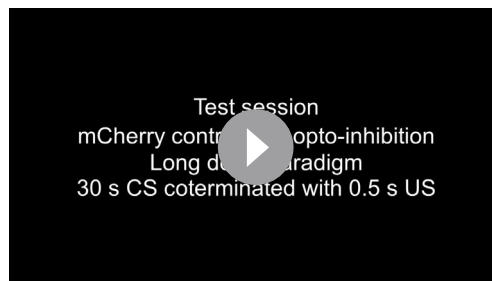 Test session
mCherry opto-inhibition
Long
30 s CS coterminated with 0.5 s US